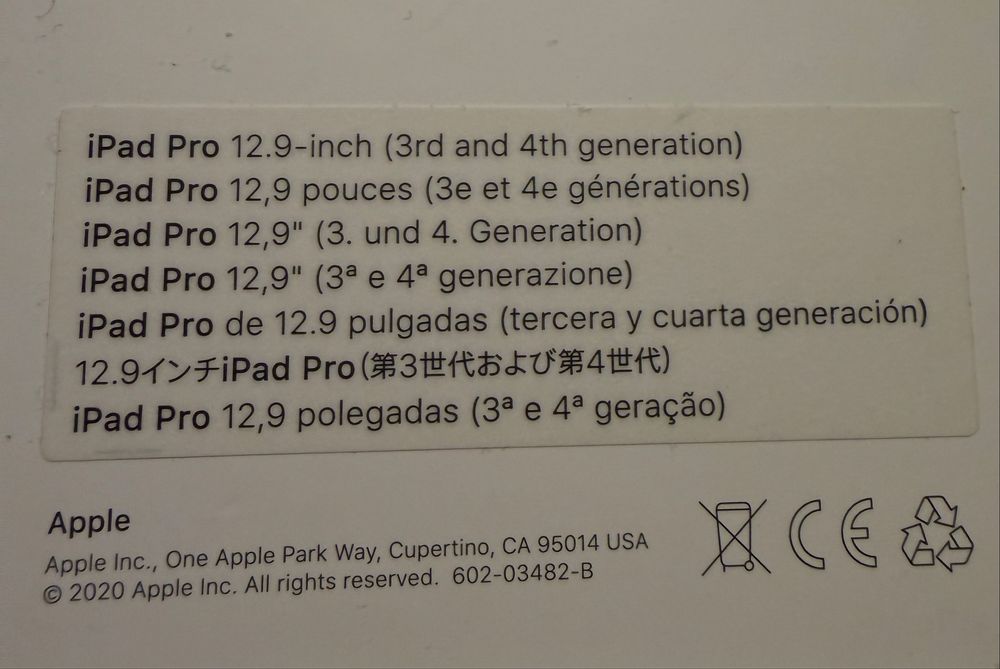 iPad Pro 12.9-inch (3rd and 4th generation)
iPad Pro 12,9 pouces (3e et 4e générations)
iPad Pro 12,9" (3. und 4. Generation)
iPad Pro 12,9" (3ª e 4ª generazione)
iPad Pro de 12.9 pulgadas (tercera y cuarta generación)
12.9インチiPad Pro(第3世代および第4世代)
iPad Pro 12,9 polegadas (3ª e 4ª geração)
Apple
Apple Inc., One Apple Park Way, Cupertino, CA 95014 USA
© 2020 Apple Inc. All rights reserved. 602-03482-B
CE